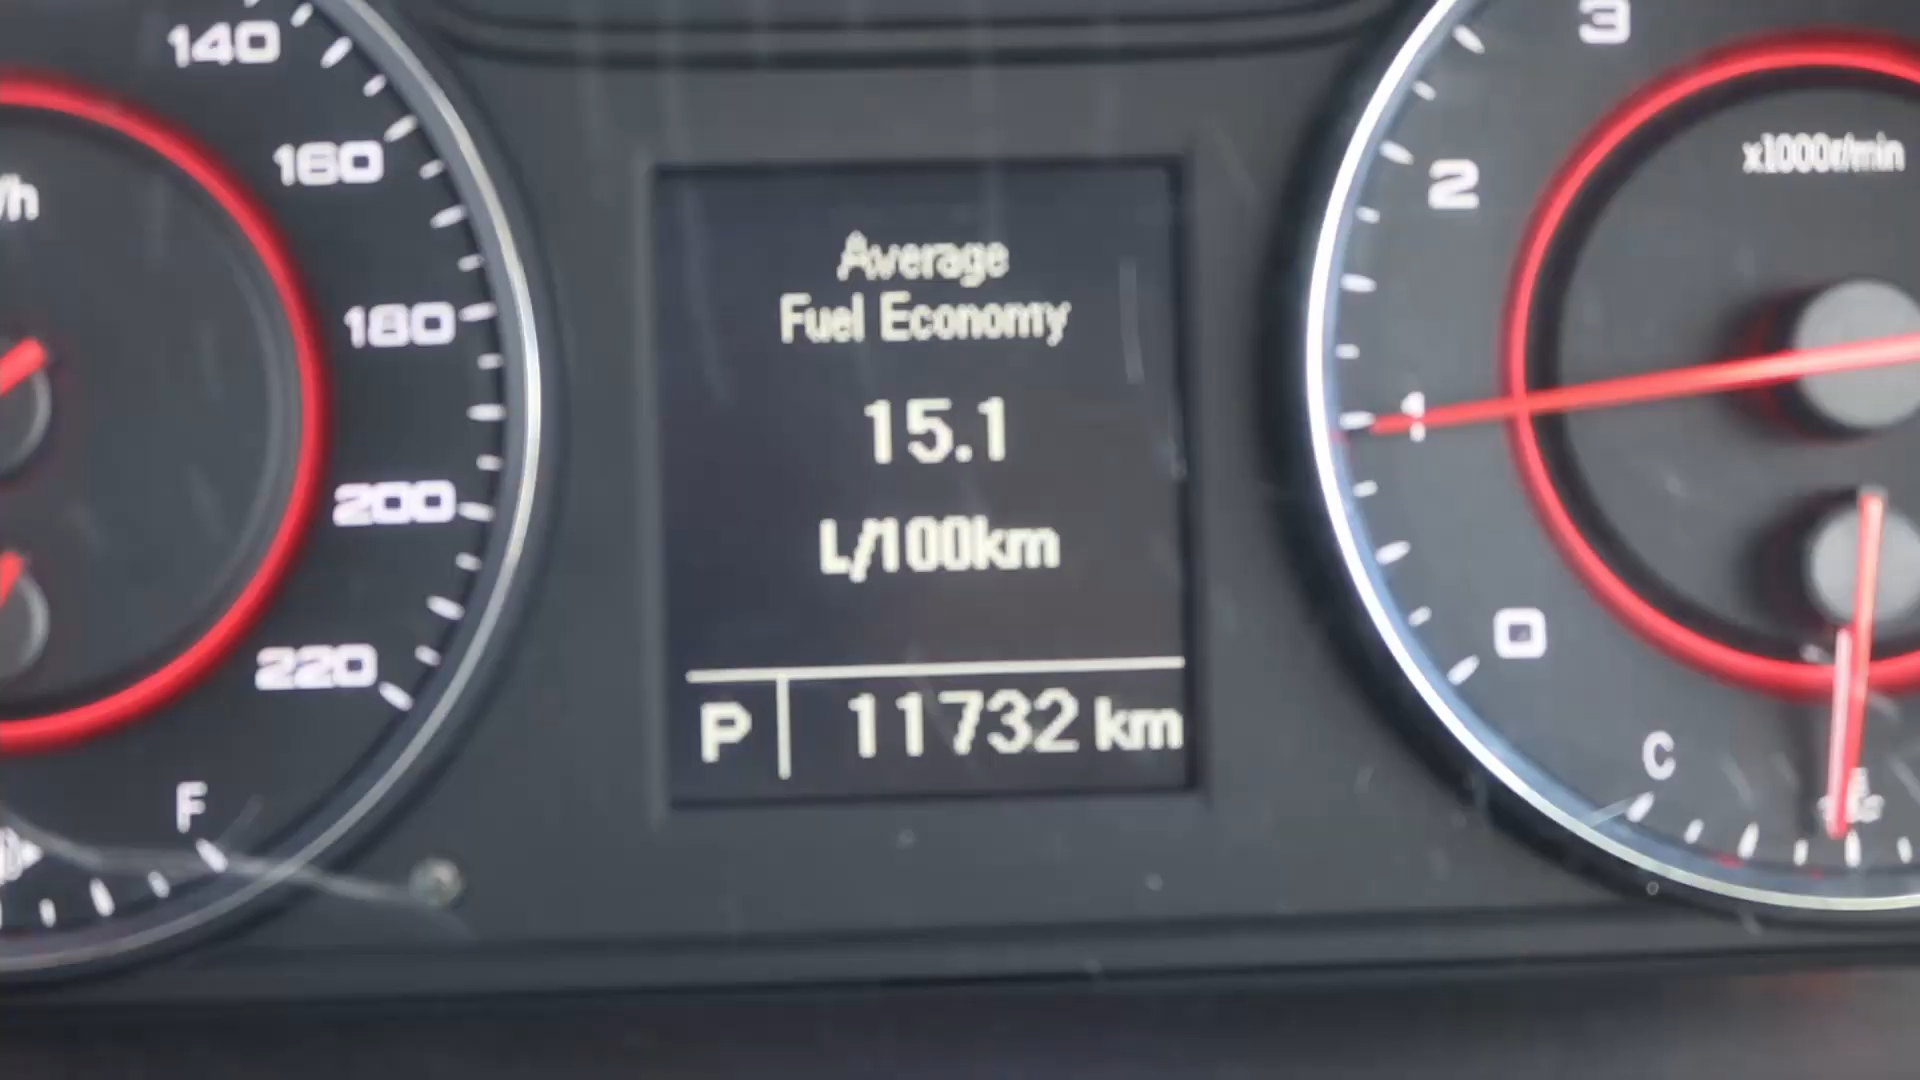 140
160
/h
180
200
220
F
Average
Fuel Economy
15.1
L/100km
P 11732 km
3
x1000r/min
2
1
0
C